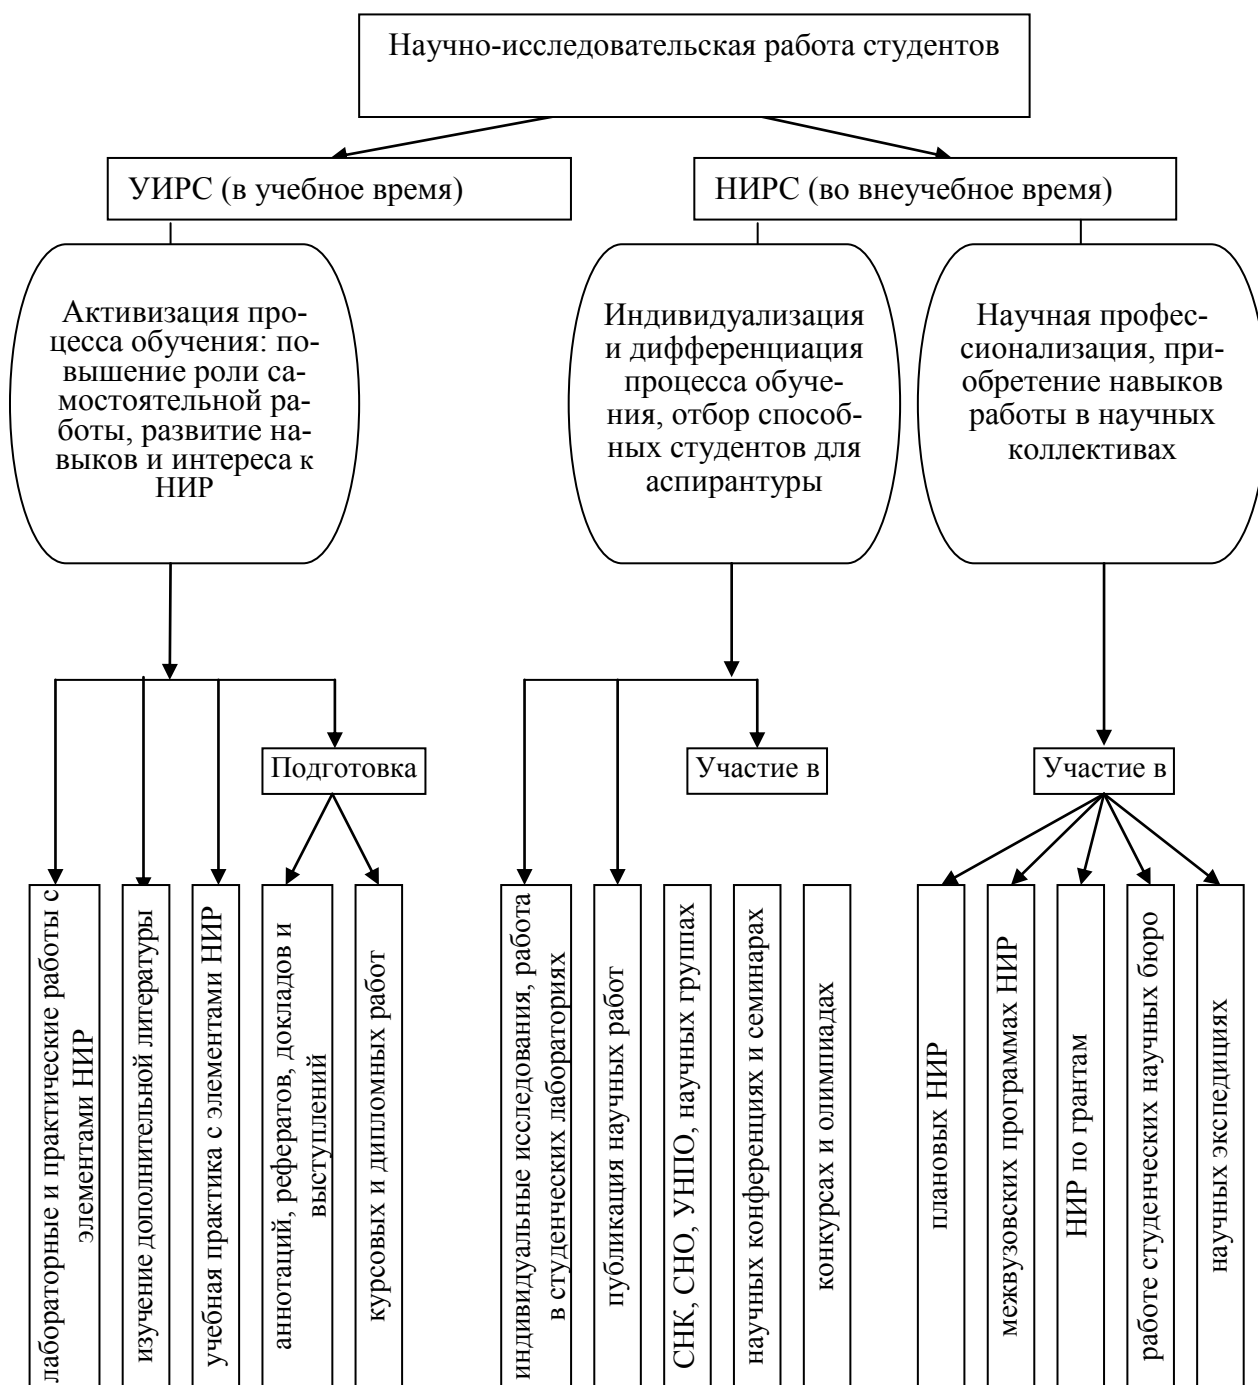 Научно-исследовательская работа студентов
УИРС (в учебное время)
НИРС (во внеучебное время)
Активизация про-
цесса обучения: по-
вышение роли са-
мостоятельной ра-
боты, развитие на-
выков и интереса к
НИР
Индивидуализация
и дифференциация
процесса обуче-
ния, отбор способ-
ных студентов для
аспирантуры
Научная профес-
сионализация, при-
обретение навыков
работы в научных
коллективах
Подготовка
Участие в
Участие в
лабораторные и практические работы с
элементами НИР
изучение дополнительной литературы
учебная практика с элементами НИР
аннотаций, рефератов, докладов и
выступлений
курсовых и дипломных работ
индивидуальные исследования, работа
в студенческих лабораториях
публикация научных работ
СНК, СНО, УНПО, научных группах
научных конференциях и семинарах
конкурсах и олимпиадах
плановых НИР
межвузовских программах НИР
НИР по грантам
работе студенческих научных бюро
научных экспедициях